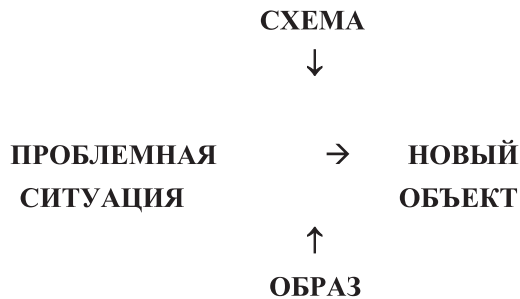 СХЕМА
↓
ПРОБЛЕМНАЯ → НОВЫЙ
СИТУАЦИЯ ОБЪЕКТ
↑
ОБРАЗ